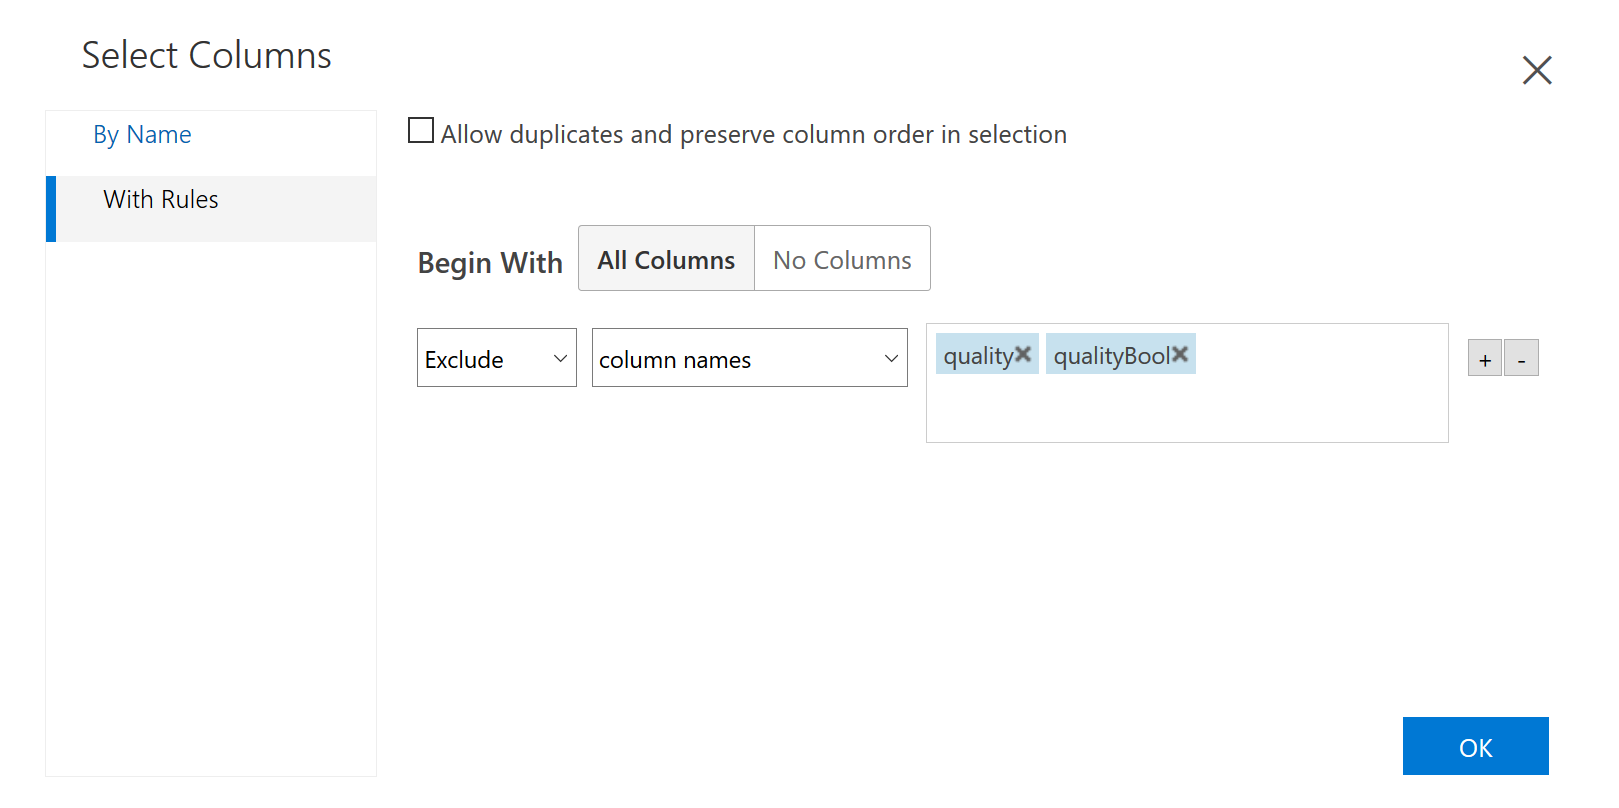 Select Columns
By Name
With Rules
Allow duplicates and preserve column order in selection
Begin With All Columns No Columns
Exclude column names quality qualityBool + -
OK